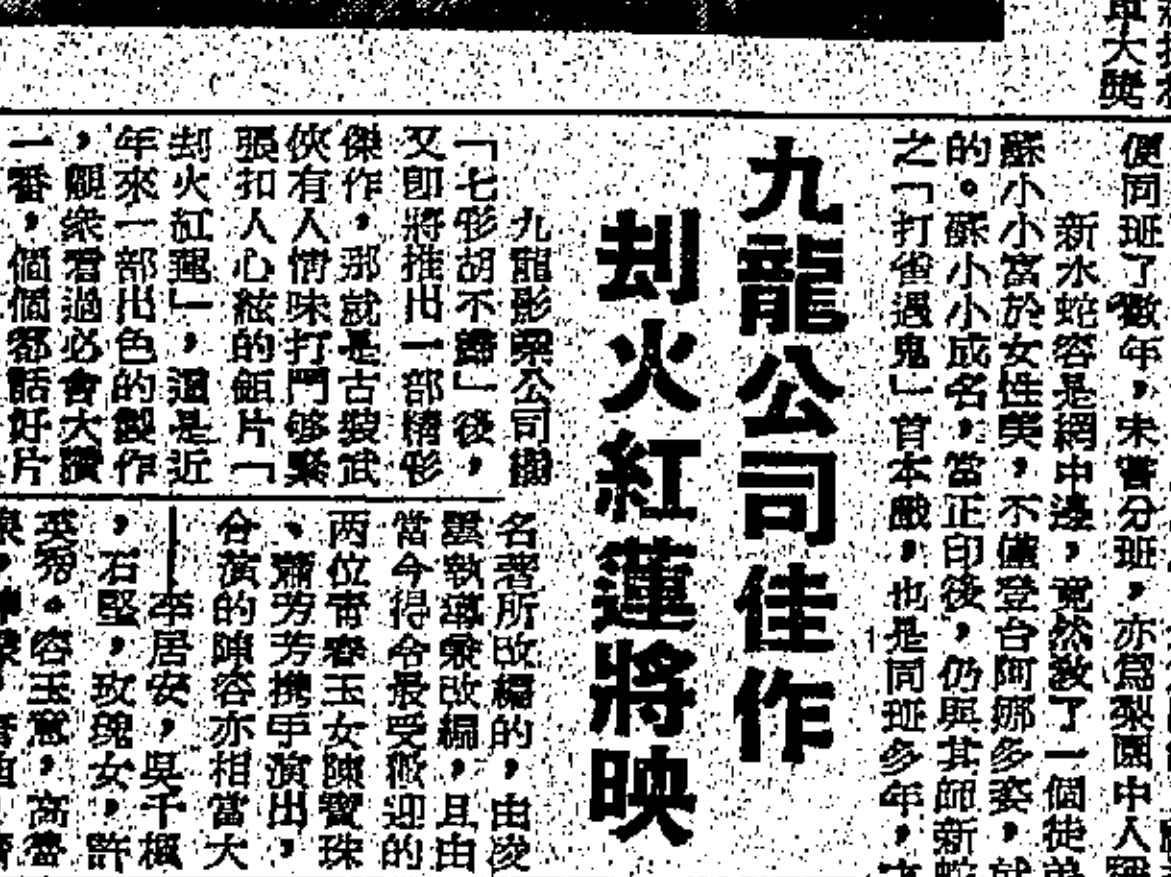 九龍公司佳作
刦火紅蓮將映
九龍影業公司繼
「七彩胡不歸」後，
又卽將推出一部精彩
傑作，那就是古裝武
俠有人情味打鬥够緊
張扣人心絃的鉅片「
刦火紅蓮」，這是近
年來一部出色的製作
，觀衆看過必會大讚
一番，個個都話好片
名著所改編的，由凌
雲執導兼改編，且由
當今得令最受歡迎的
两位靑春玉女陳寶珠
、蕭芳芳携手演出，
合演的陣容亦相當大
，李居安，吳千楓
，石堅，玫瑰女，許
英秀。容玉意，高魯
便同班了幾年，未嘗分班，亦爲梨園中人
新水蛇容是網中邊，竟然敎了一個徒弟
蘇小小富於女性美，不僅登台阿娜多姿，就
的。蘇小小成名，當正印後，仍與其師新蛇
之「打雀遇鬼」首本戲，也是同班多年，